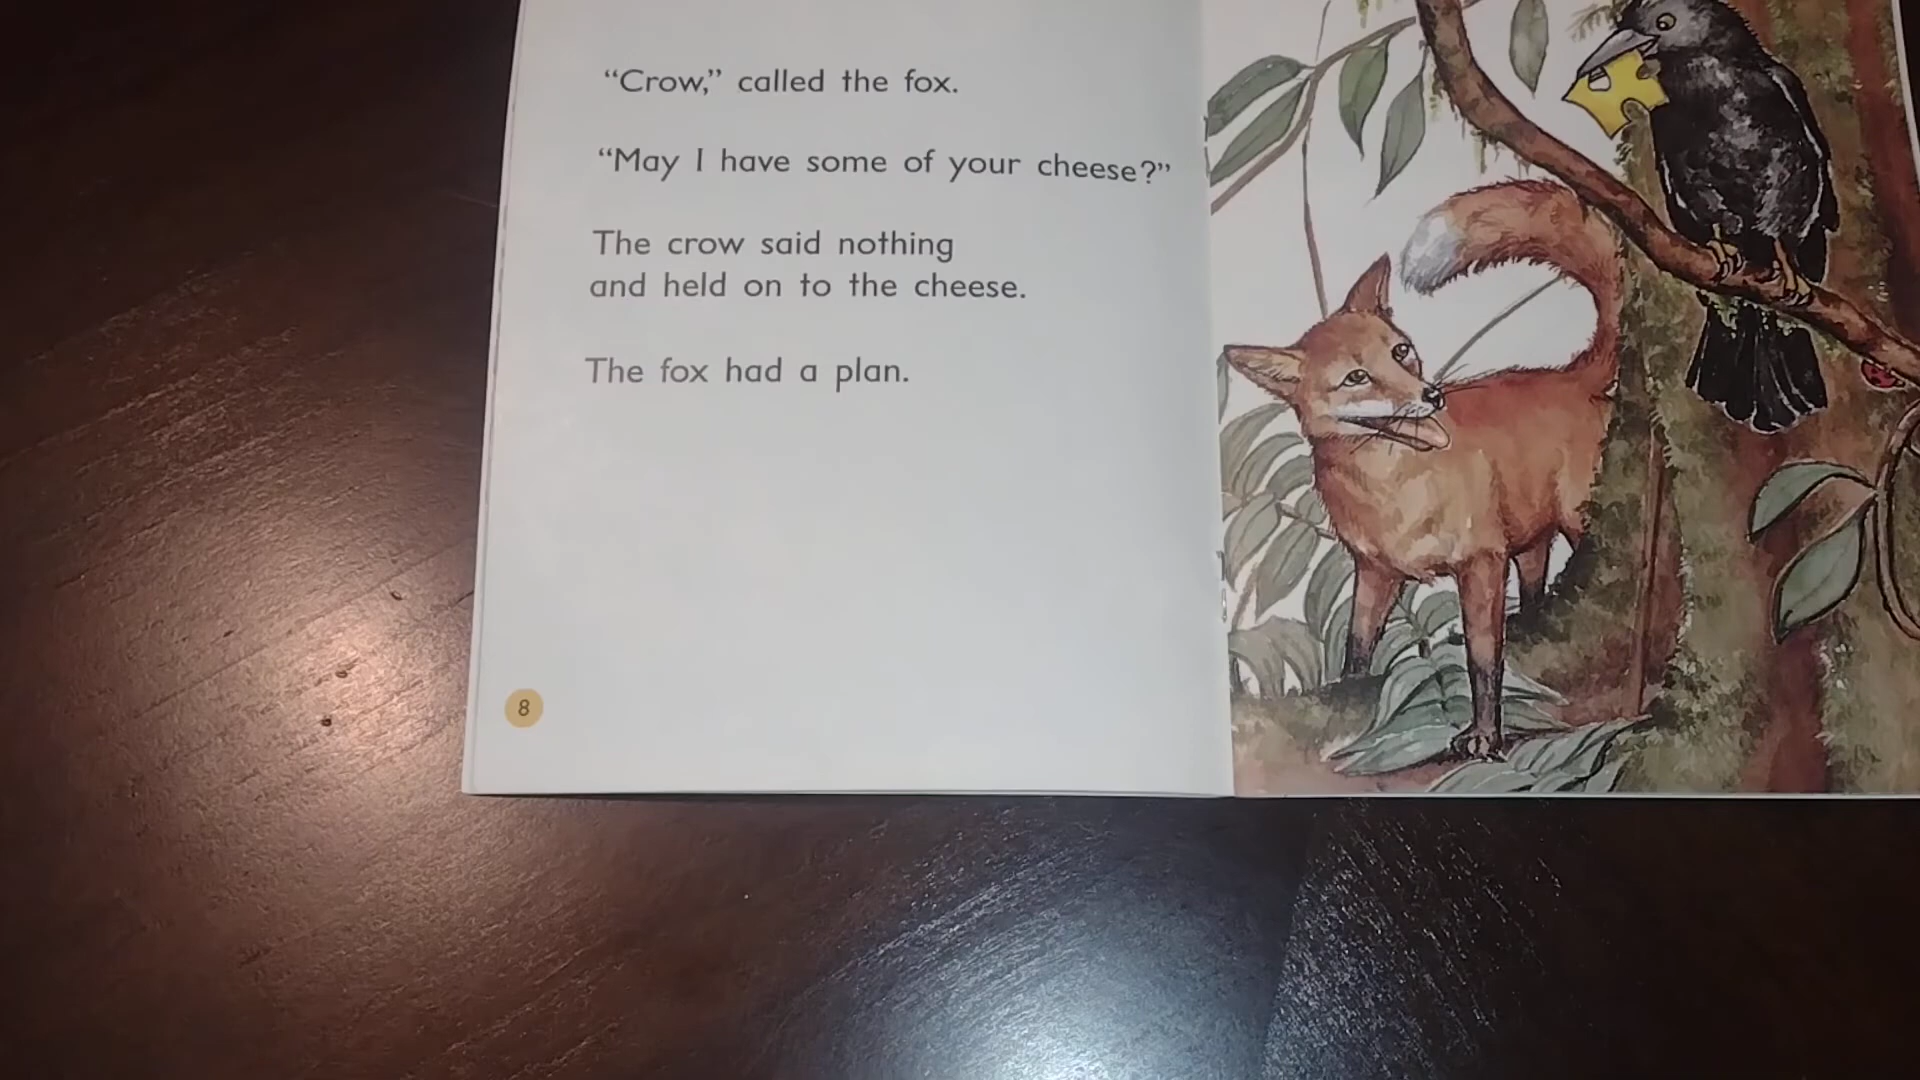 “Crow,” called the fox.
“May I have some of your cheese?”
The crow said nothing
and held on to the cheese.
The fox had a plan.
8